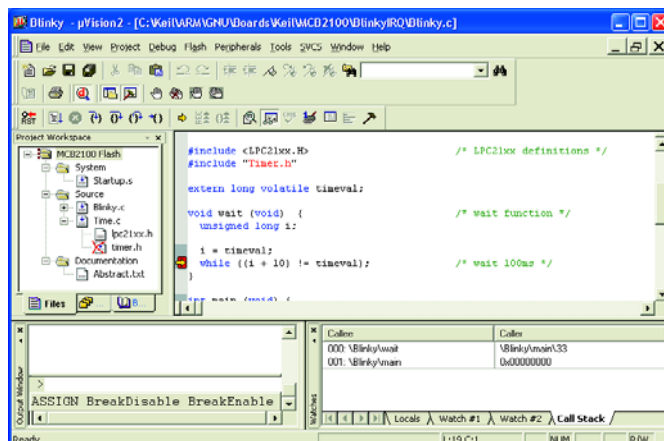 Blinky - µVision2 - [C:\Keil\ARM\GNU\Boards\Keil\MCB2100\BlinkyIRQ\Blinky.c]
File Edit View Project Debug Flash Peripherals Tools SVCS Window Help
RST
Project Workspace
MCB2100 Flash
System
Startup.s
Source
Blinky.c
Time.c
lpc21xx.h
timer.h
Documentation
Abstract.txt
Files B...
#include <LPC21xx.H> /* LPC21xx definitions */
#include "Timer.h"
extern long volatile timeval;
void wait (void) { /* wait function */
unsigned long i;
i = timeval;
while ((i + 10) != timeval); /* wait 100ms */
}
int main (void) {
Output Window
>
ASSIGN BreakDisable BreakEnable
Watches
Callee Caller
000: \Blinky\wait \Blinky\main\33
001: \Blinky\main 0x00000000
Locals Watch #1 Watch #2 Call Stack
Ready L:19 C:1 NUM R/W